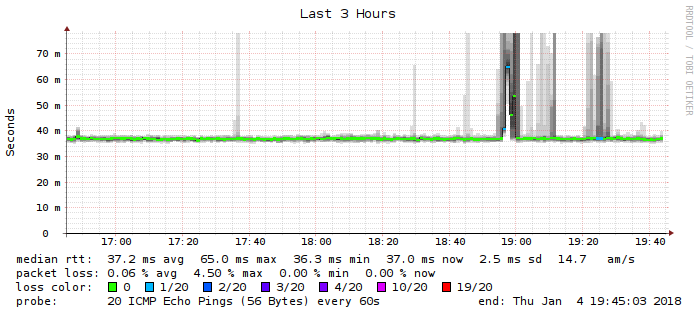 Last 3 Hours
RRDTOOL / TOBI OETIKER
Seconds
70 m
60 m
50 m
40 m
30 m
20 m
10 m
0
17:00 17:20 17:40 18:00 18:20 18:40 19:00 19:20 19:40
median rtt: 37.2 ms avg 65.0 ms max 36.3 ms min 37.0 ms now 2.5 ms sd 14.7 am/s
packet loss: 0.06 % avg 4.50 % max 0.00 % min 0.00 % now
loss color: 0 1/20 2/20 3/20 4/20 10/20 19/20
probe: 20 ICMP Echo Pings (56 Bytes) every 60s end: Thu Jan 4 19:45:03 2018